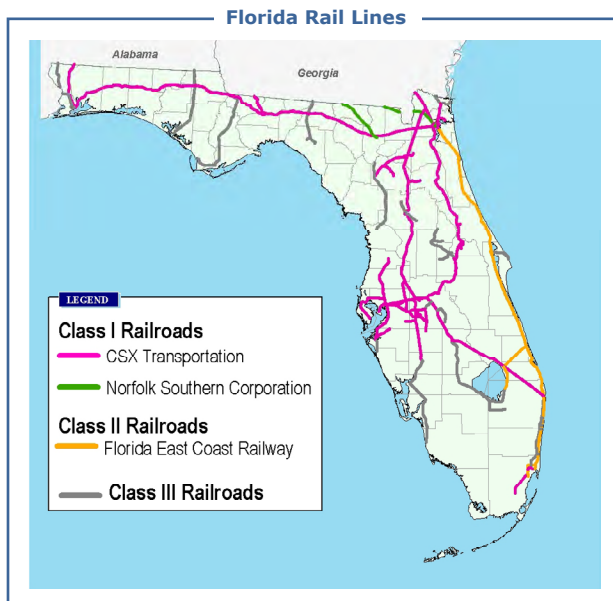 Florida Rail Lines
Alabama
Georgia
LEGEND
Class I Railroads
CSX Transportation
Norfolk Southern Corporation
Class II Railroads
Florida East Coast Railway
Class III Railroads